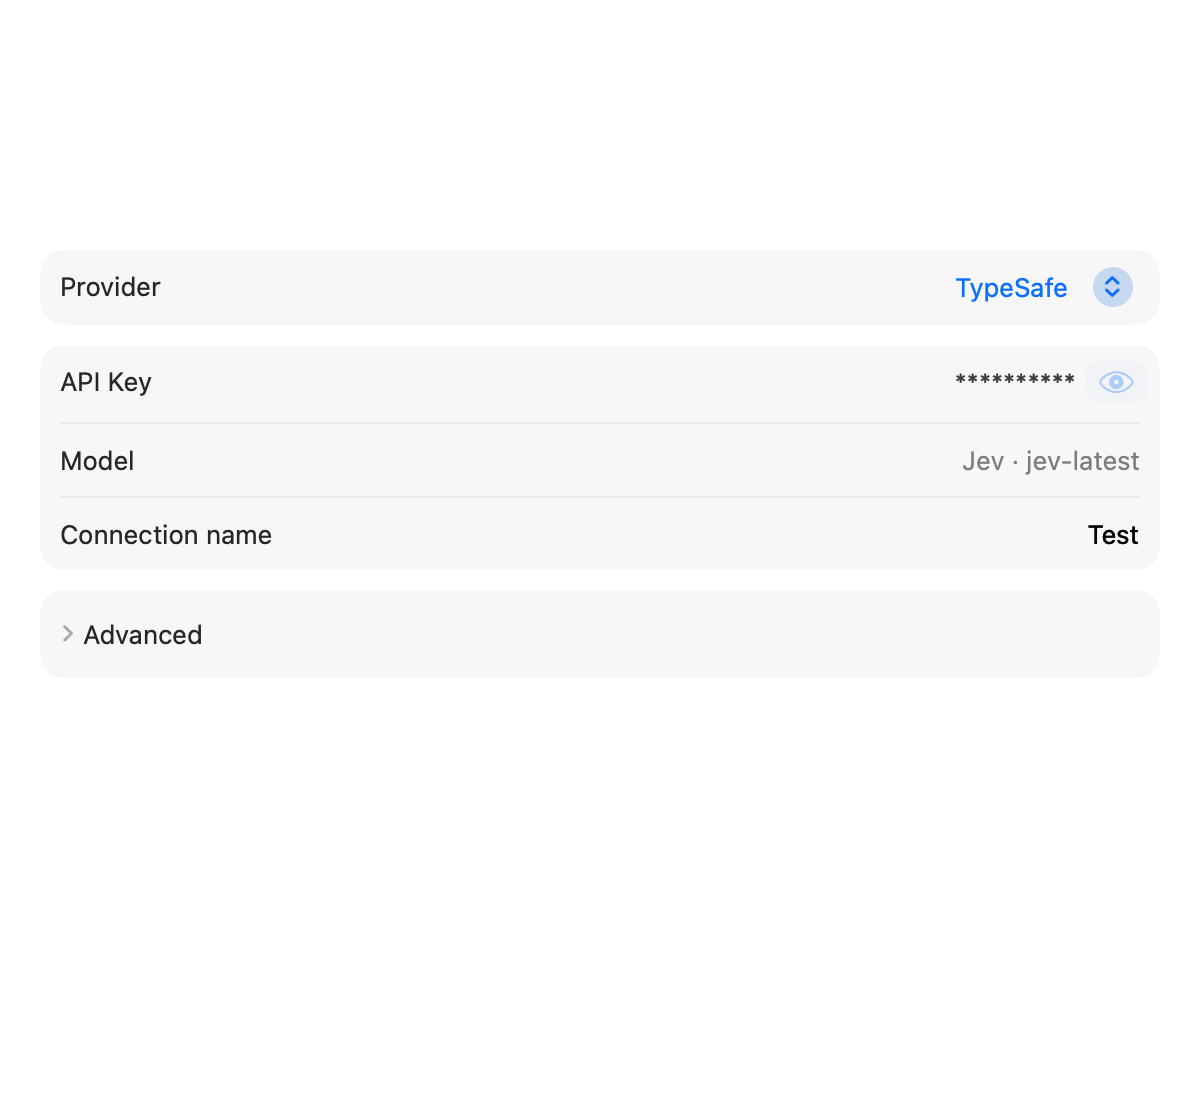 Provider TypeSafe
API Key **********
Model Jev · jev-latest
Connection name Test
Advanced